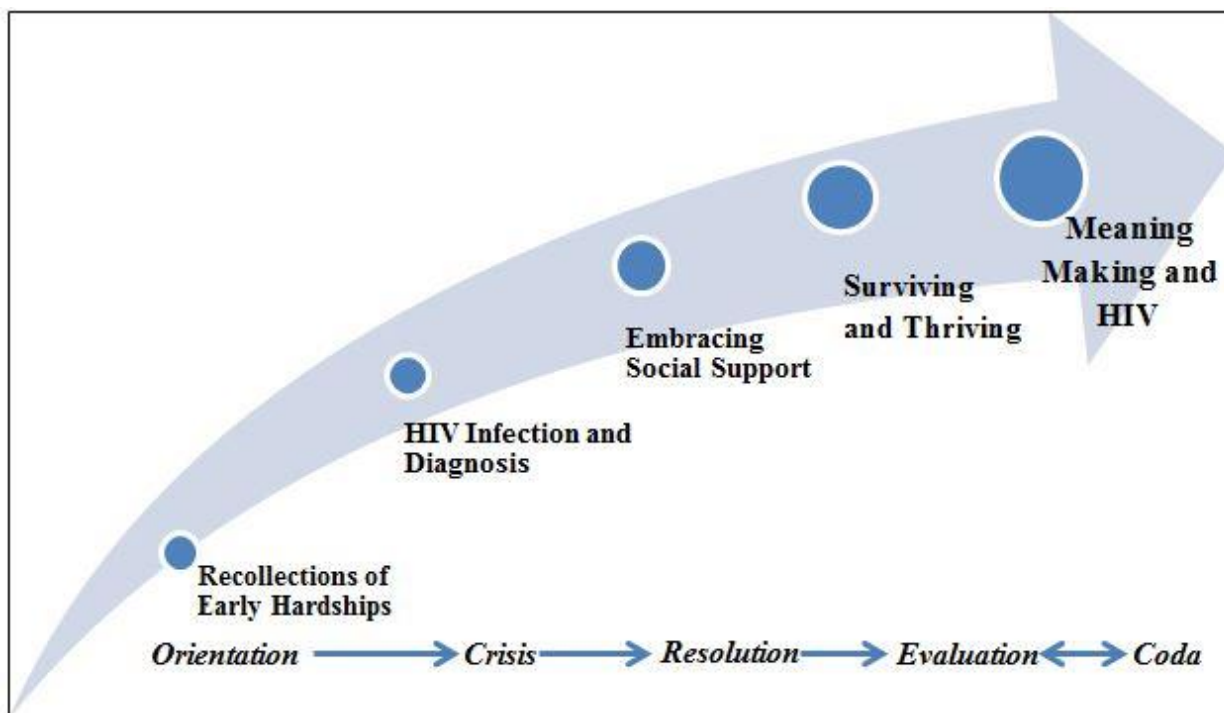 Meaning
Making and
HIV
Surviving
and Thriving
Embracing
Social Support
HIV Infection and
Diagnosis
Recollections of
Early Hardships
Orientation Crisis Resolution Evaluation Coda